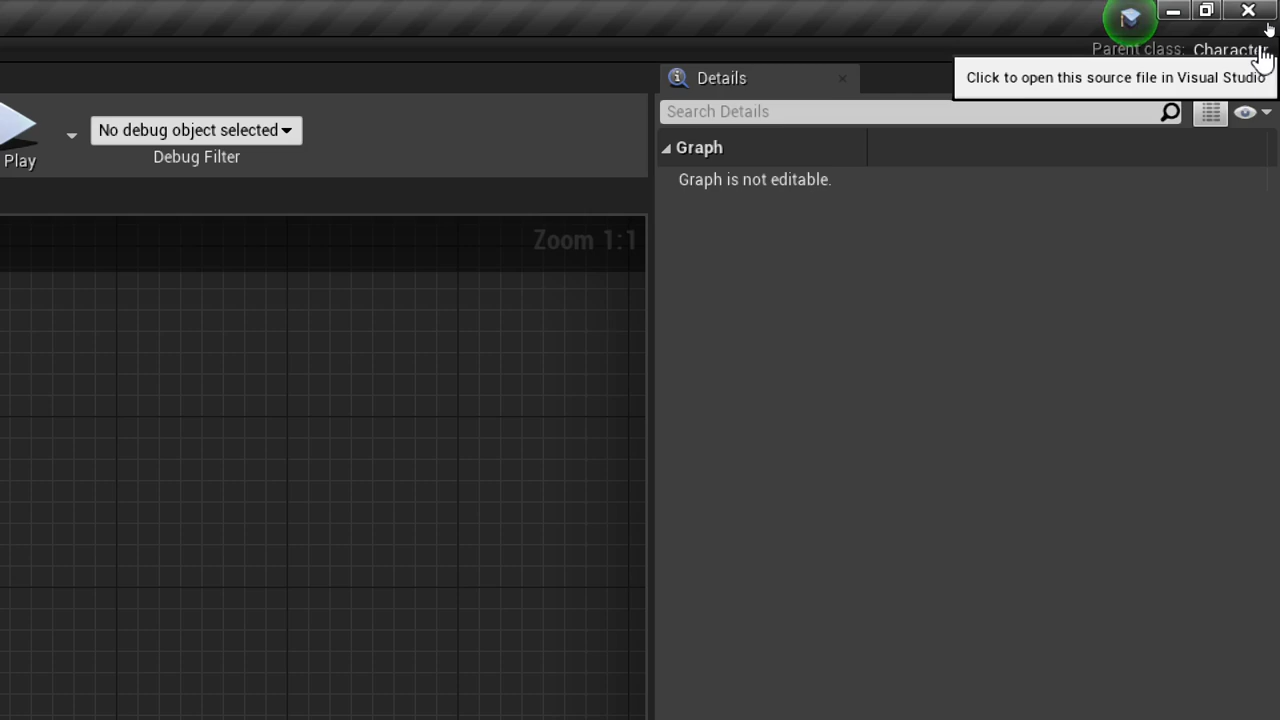 Parent class: Character
Click to open this source file in Visual Studio
Details
Search Details
No debug object selected
Play
Debug Filter
Graph
Graph is not editable.
Zoom 1:1